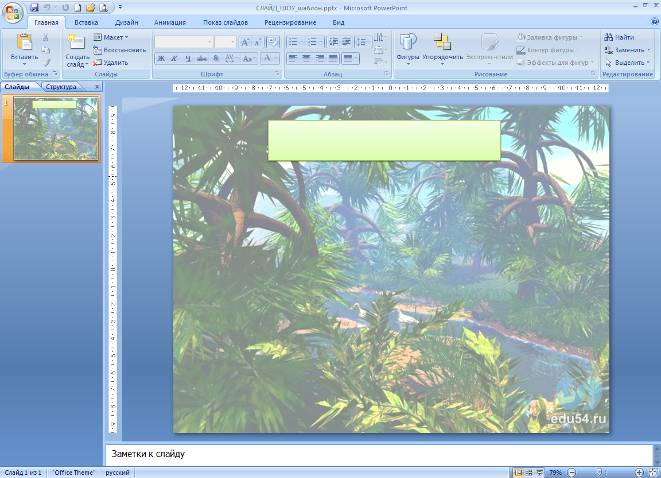 СЛАЙД_ШОУ_шаблон.pptx - Microsoft PowerPoint
Главная Вставка Дизайн Анимация Показ слайдов Рецензирование Вид
Вставить
Создать слайд
Макет
Восстановить
Удалить
Фигуры Упорядочить Экспресс-стили
Заливка фигуры
Контур фигуры
Эффекты для фигур
Найти
Заменить
Выделить
Буфер обмена Слайды Шрифт Абзац Рисование Редактирование
Слайды Структура
edu54.ru
Заметки к слайду
Слайд 1 из 1 "Office Theme" русский 79%